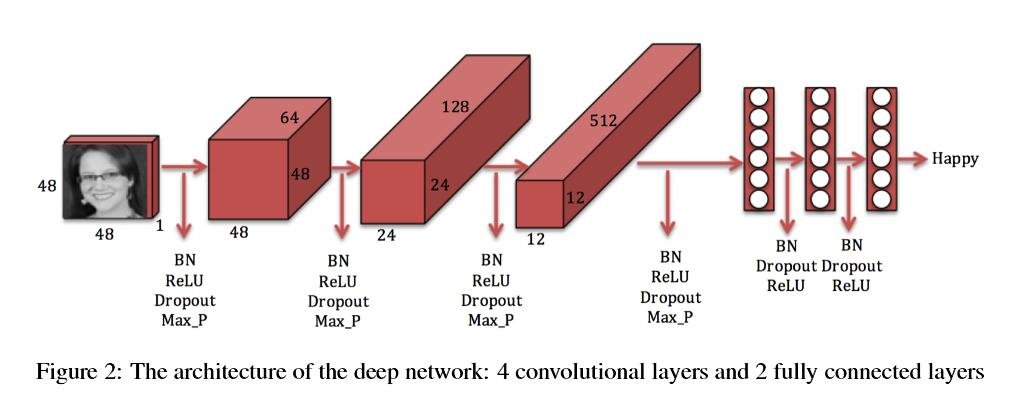 64
48
48
128
24
24
512
12
12
48
48
1
Happy
BN
ReLU
Dropout
Max_P
BN
ReLU
Dropout
Max_P
BN
ReLU
Dropout
Max_P
BN
ReLU
Dropout
Max_P
BN
Dropout
ReLU
BN
Dropout
ReLU
Figure 2: The architecture of the deep network: 4 convolutional layers and 2 fully connected layers